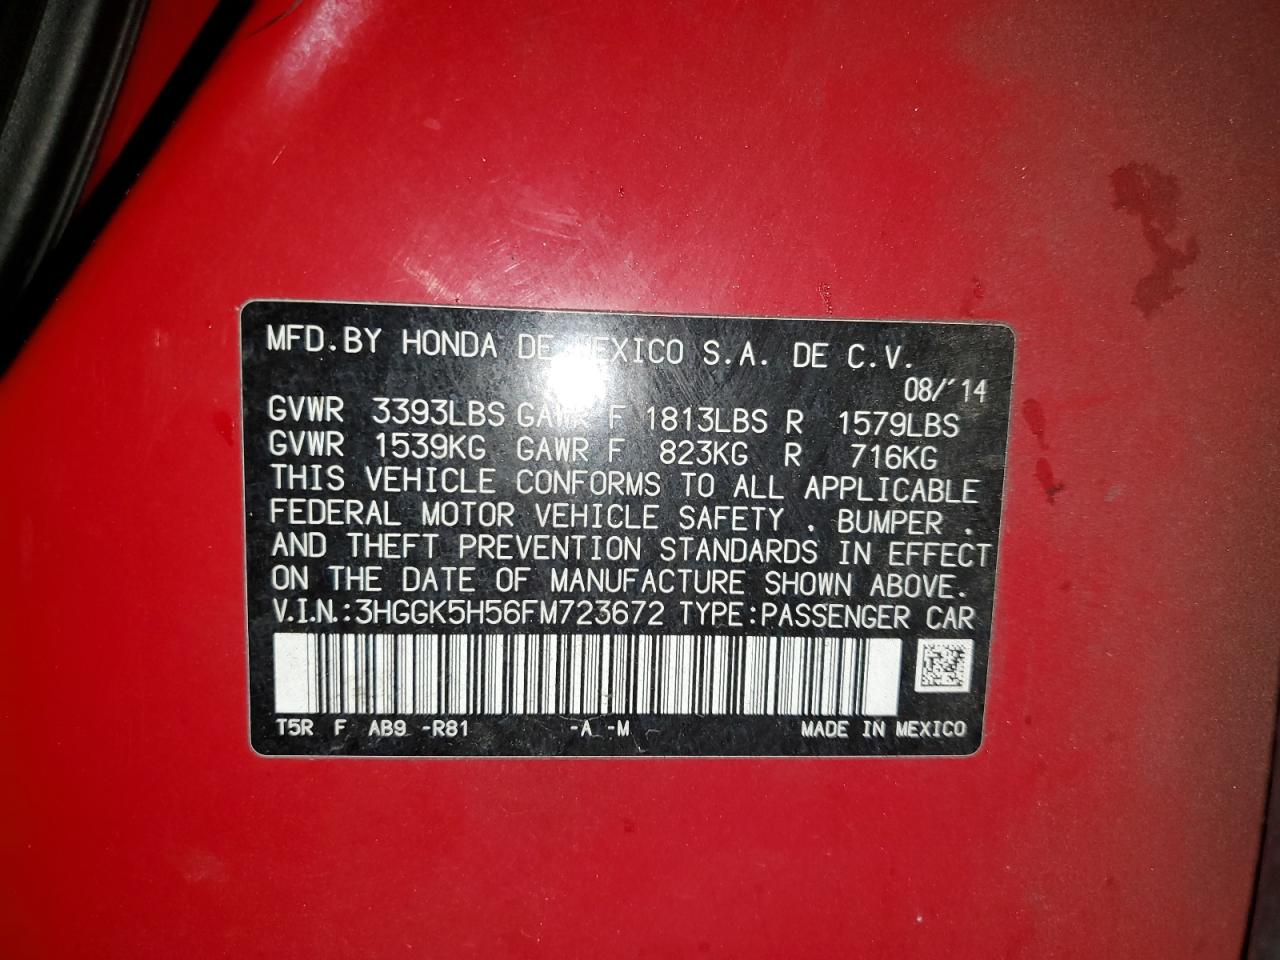 MFD.BY HONDA DE MEXICO S.A. DE C.V.
08/'14
GVWR 3393LBS GAWR F 1813LBS R 1579LBS
GVWR 1539KG GAWR F 823KG R 716KG
THIS VEHICLE CONFORMS TO ALL APPLICABLE
FEDERAL MOTOR VEHICLE SAFETY , BUMPER ,
AND THEFT PREVENTION STANDARDS IN EFFECT
ON THE DATE OF MANUFACTURE SHOWN ABOVE.
V.I.N.:3HGGK5H56FM723672 TYPE:PASSENGER CAR
T5R F AB9 -R81 -A -M MADE IN MEXICO